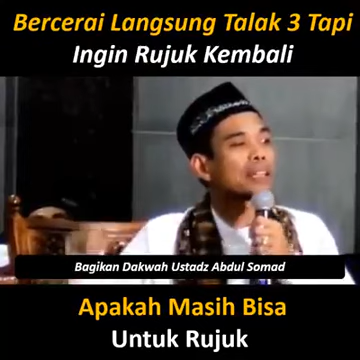 Bercerai Langsung Talak 3 Tapi
Ingin Rujuk Kembali
Bagikan Dakwah Ustadz Abdul Somad
Apakah Masih Bisa
Untuk Rujuk